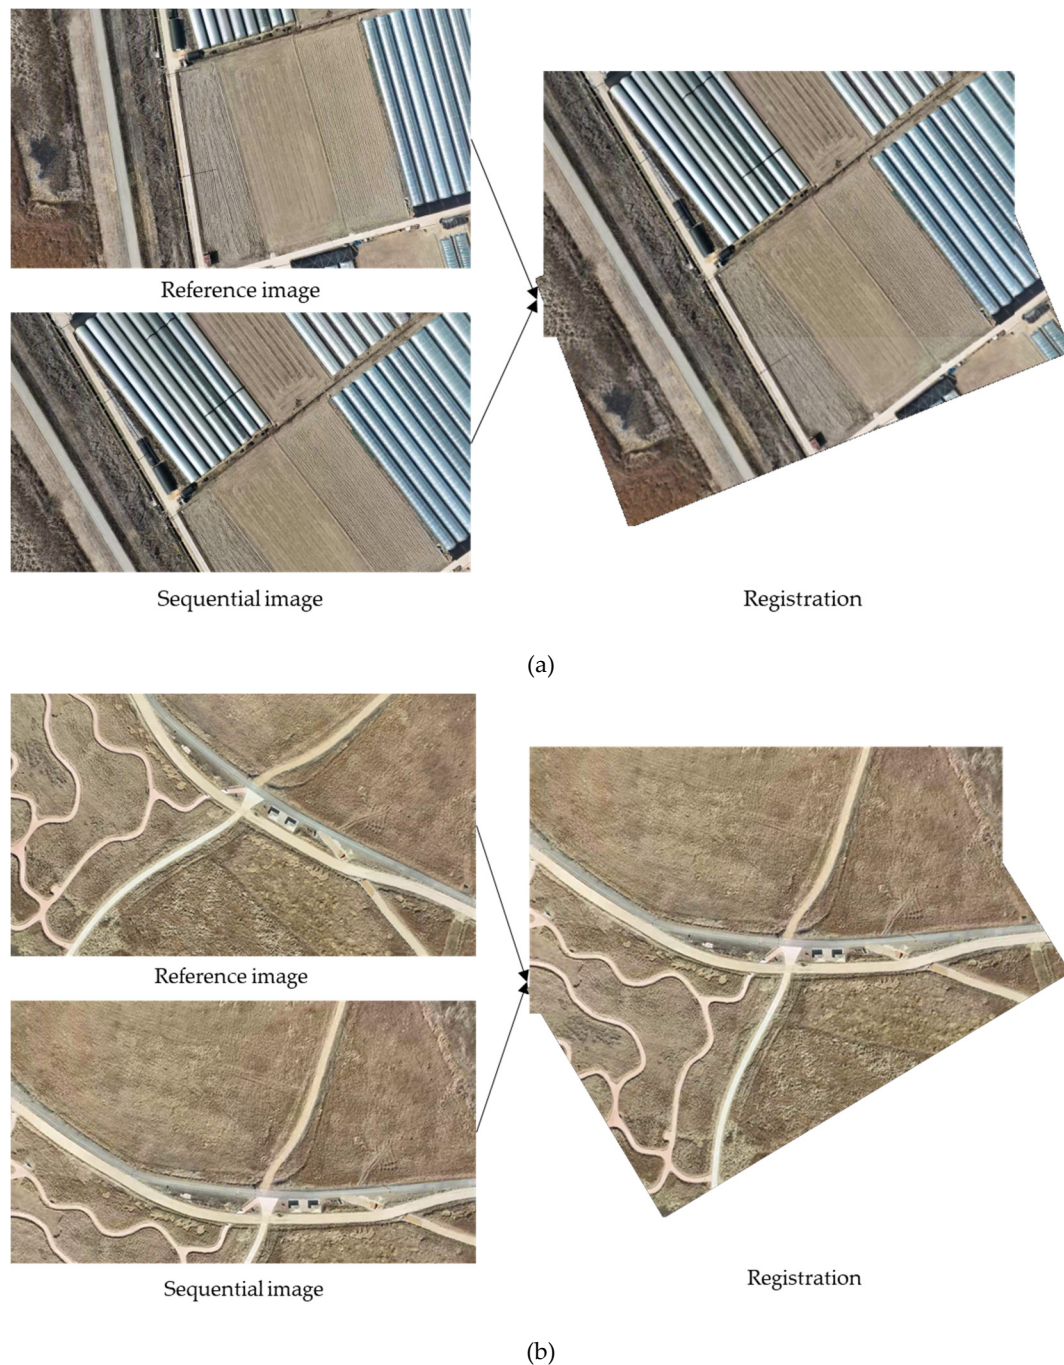 Reference image
Sequential image
Registration
(a)
Reference image
Sequential image
Registration
(b)